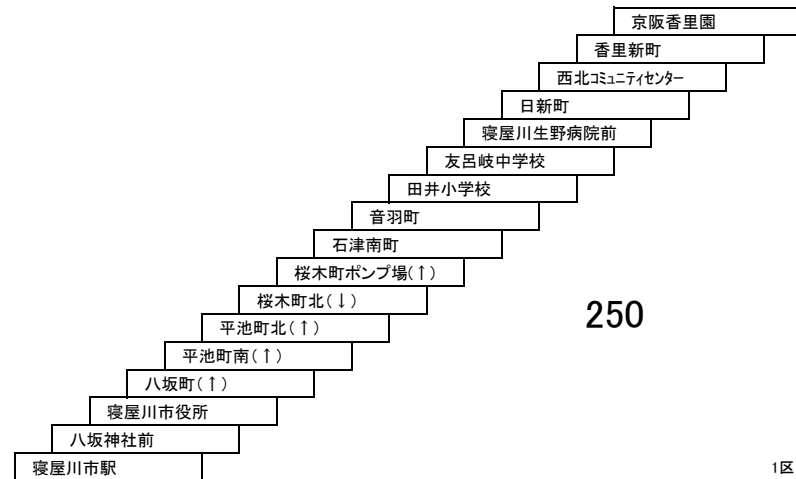 京阪香里園
香里新町
西北コミュニティセンター
日新町
寝屋川生野病院前
友呂岐中学校
田井小学校
音羽町
石津南町
桜木町ポンプ場(↑)
桜木町北(↓)
250
平池町北(↑)
平池町南(↑)
八坂町(↑)
寝屋川市役所
八坂神社前
寝屋川市駅
1区